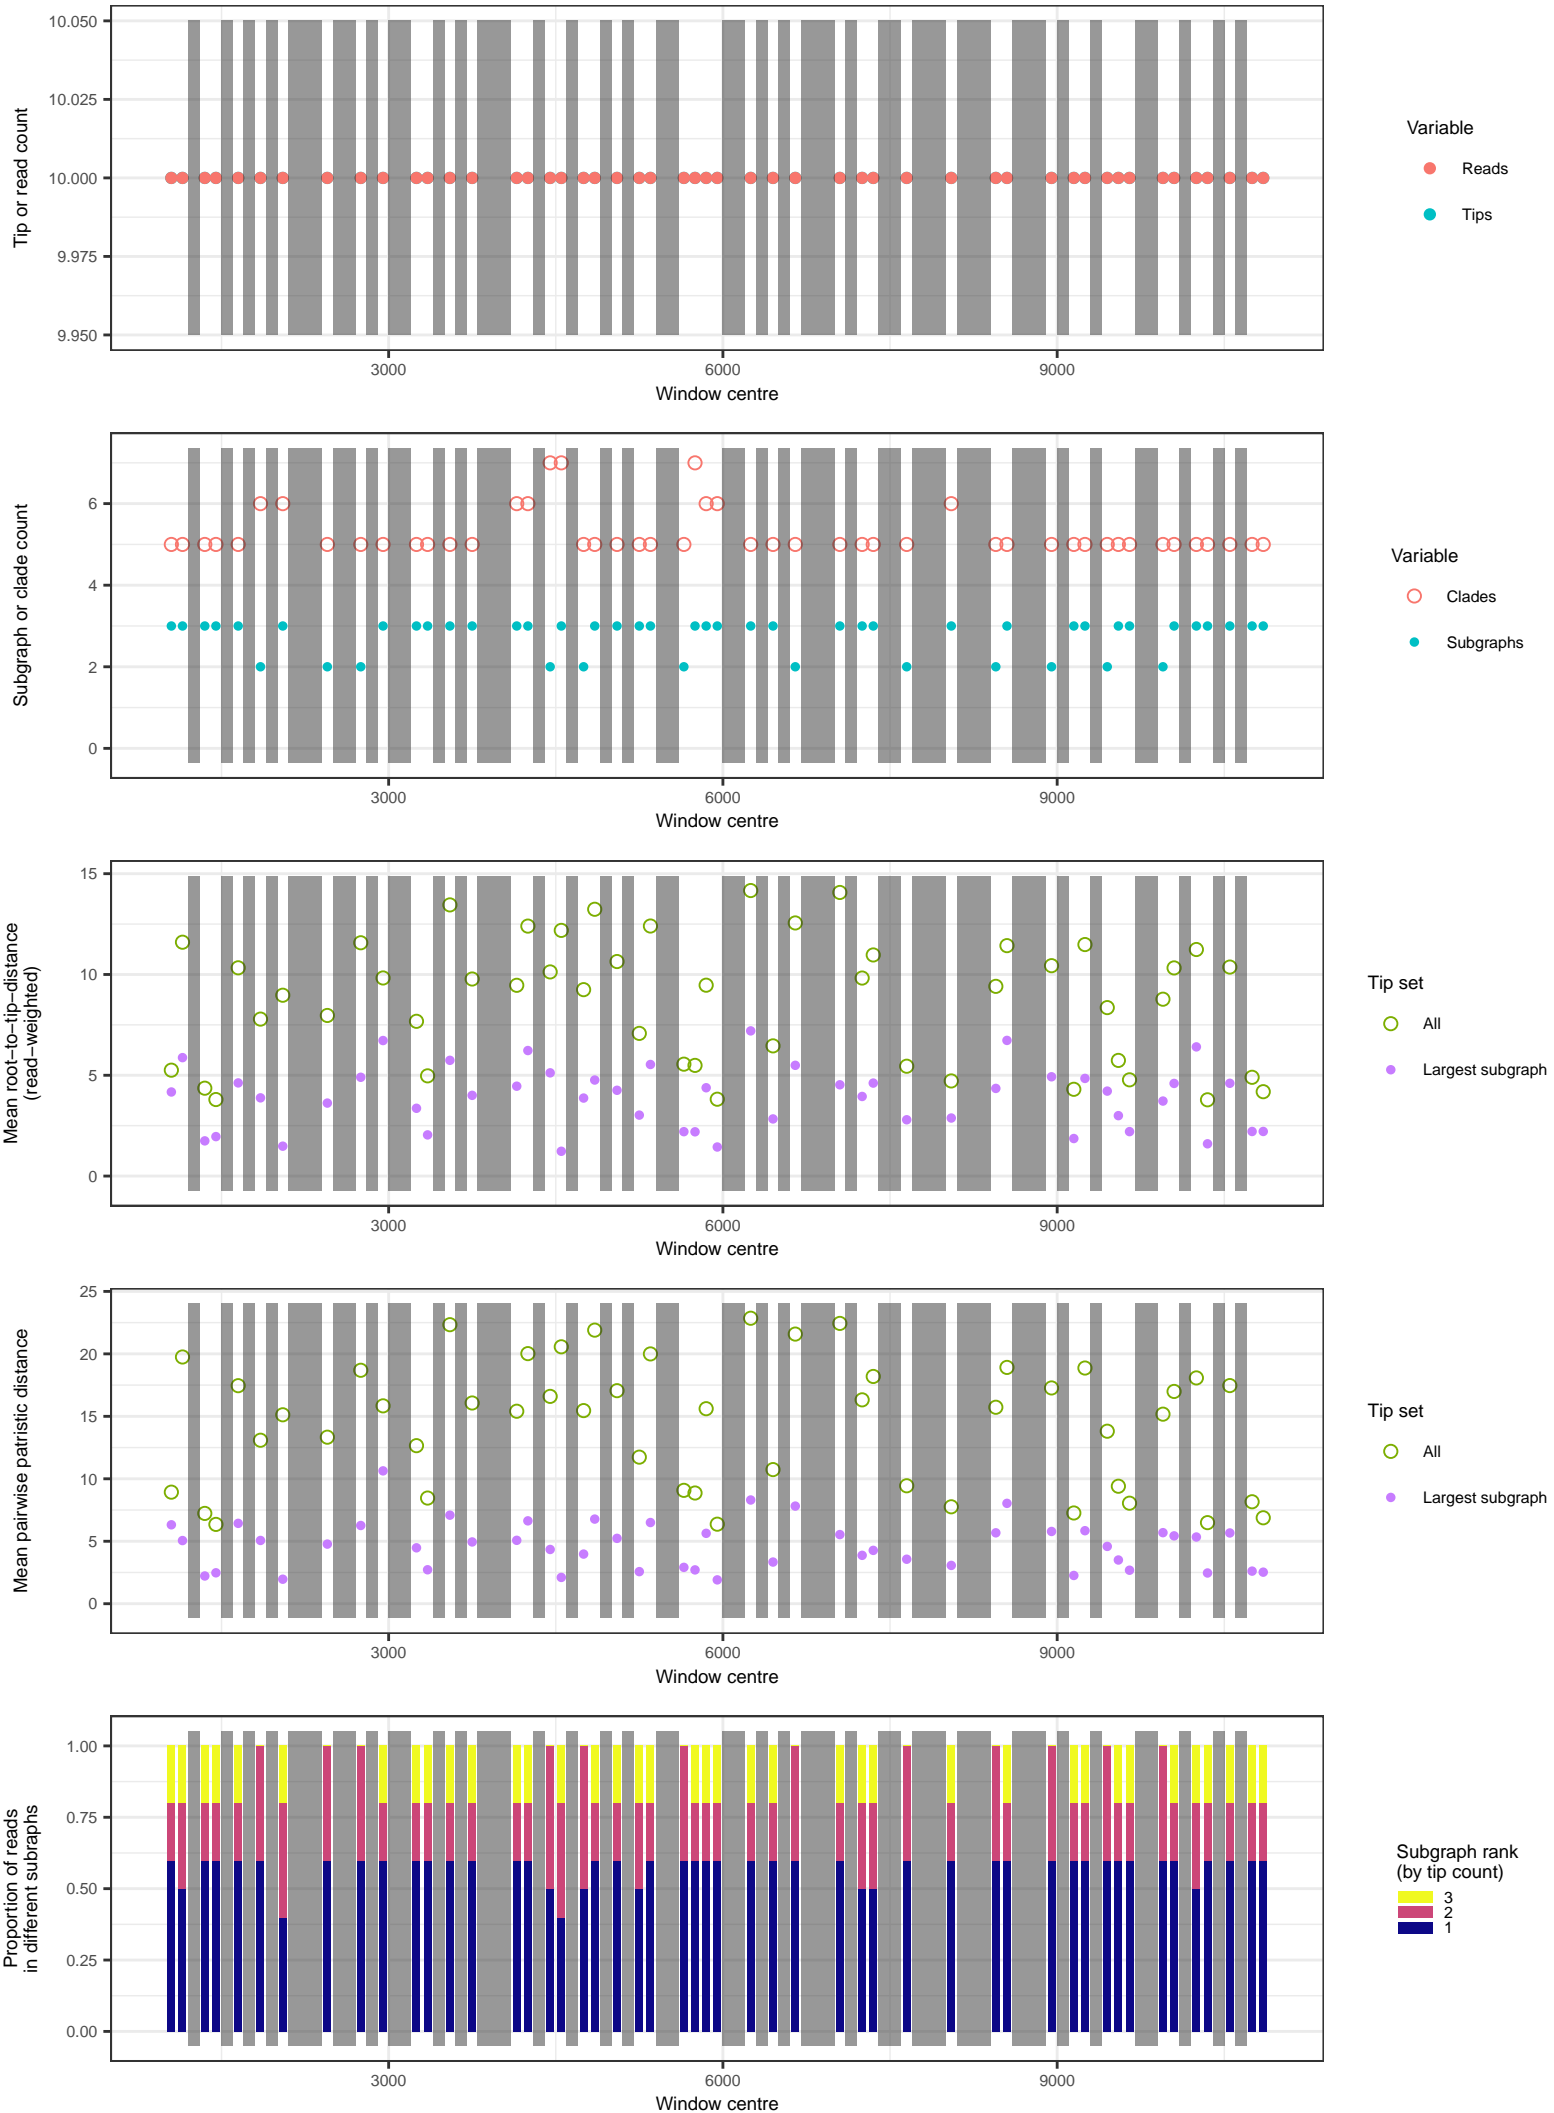 Tip or read count
10.050
10.025
10.000
9.975
9.950
3000 6000 9000
Window centre
Variable
Reads
Tips
Subgraph or clade count
6
4
2
0
3000 6000 9000
Window centre
Variable
Clades
Subgraphs
Mean root−to−tip−distance
(read−weighted)
15
10
5
0
3000 6000 9000
Window centre
Tip set
All
Largest subgraph
Mean pairwise patristic distance
25
20
15
10
5
0
3000 6000 9000
Window centre
Tip set
All
Largest subgraph
Proportion of reads
in different subraphs
1.00
0.75
0.50
0.25
0.00
3000 6000 9000
Window centre
Subgraph rank
(by tip count)
3
2
1